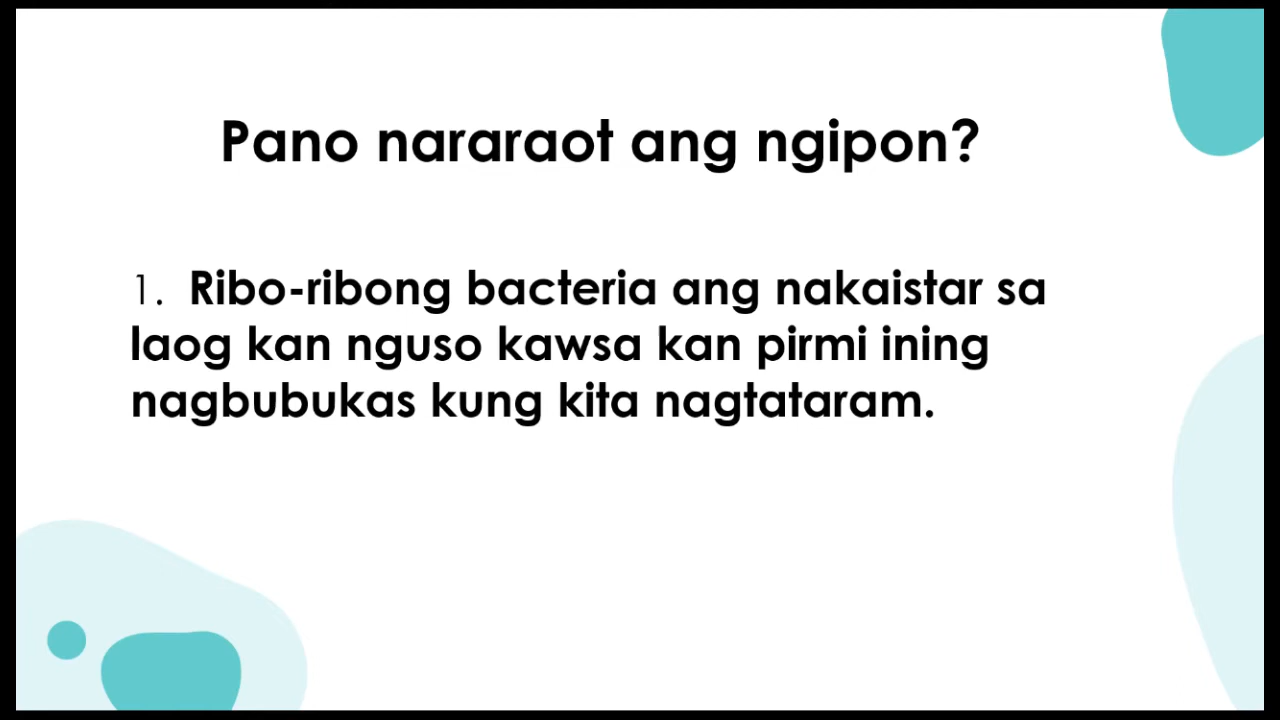 Pano nararaot ang ngipon?
1. Ribo-ribong bacteria ang nakaistar sa
laog kan nguso kawsa kan pirmi ining
nagbubukas kung kita nagtataram.